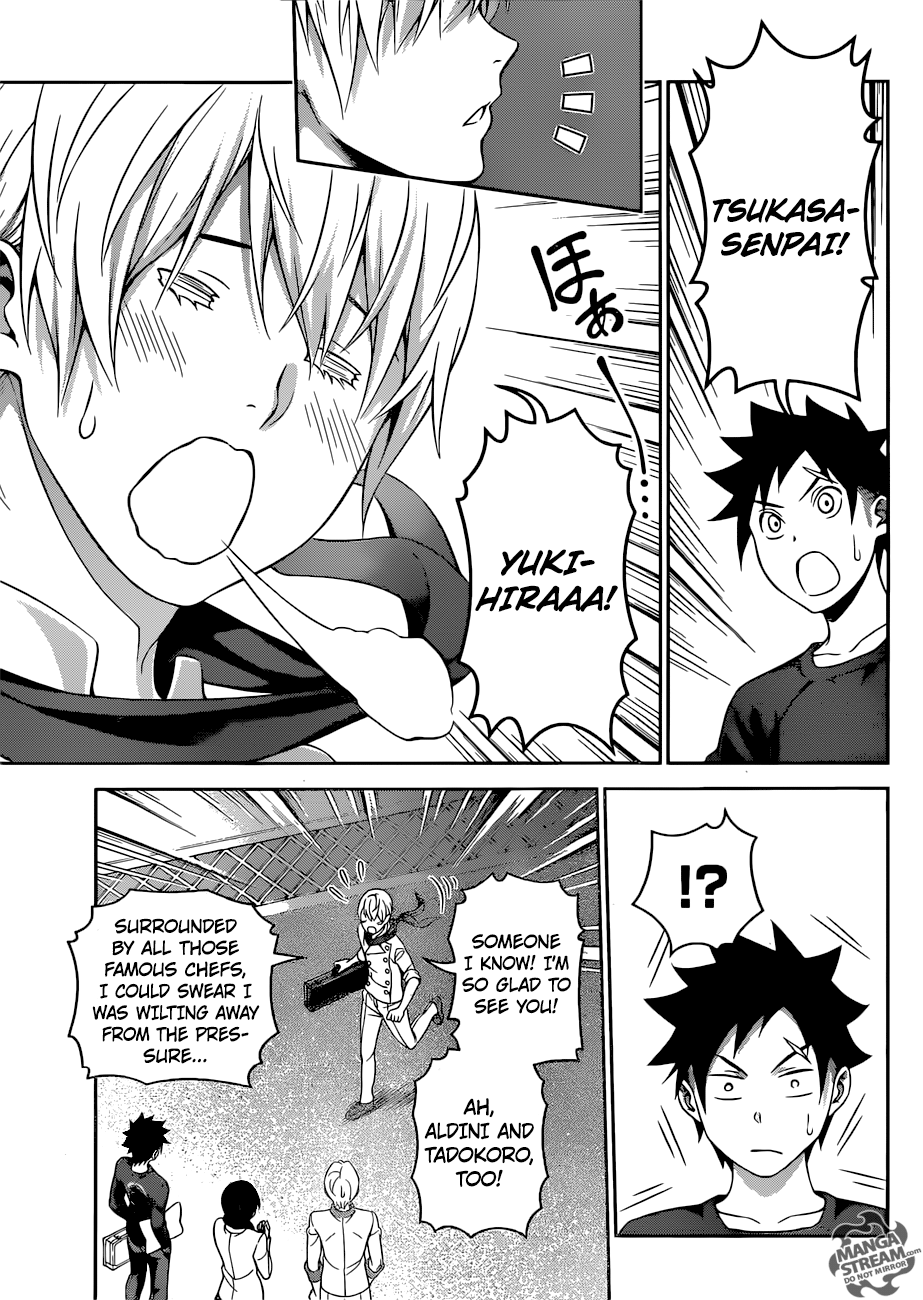 TSUKASA-
SENPAI!
ほぁ……
YUKI-
HIRAAA!
!?
SOMEONE
I KNOW! I'M
SO GLAD TO
SEE YOU!
AH,
ALDINI AND
TADOKORO,
TOO!
SURROUNDED
BY ALL THOSE
FAMOUS CHEFS,
I COULD SWEAR I
WAS WILTING AWAY
FROM THE PRES-
SURE...
MANGA
STREAM.com
DO NOT MIRROR!